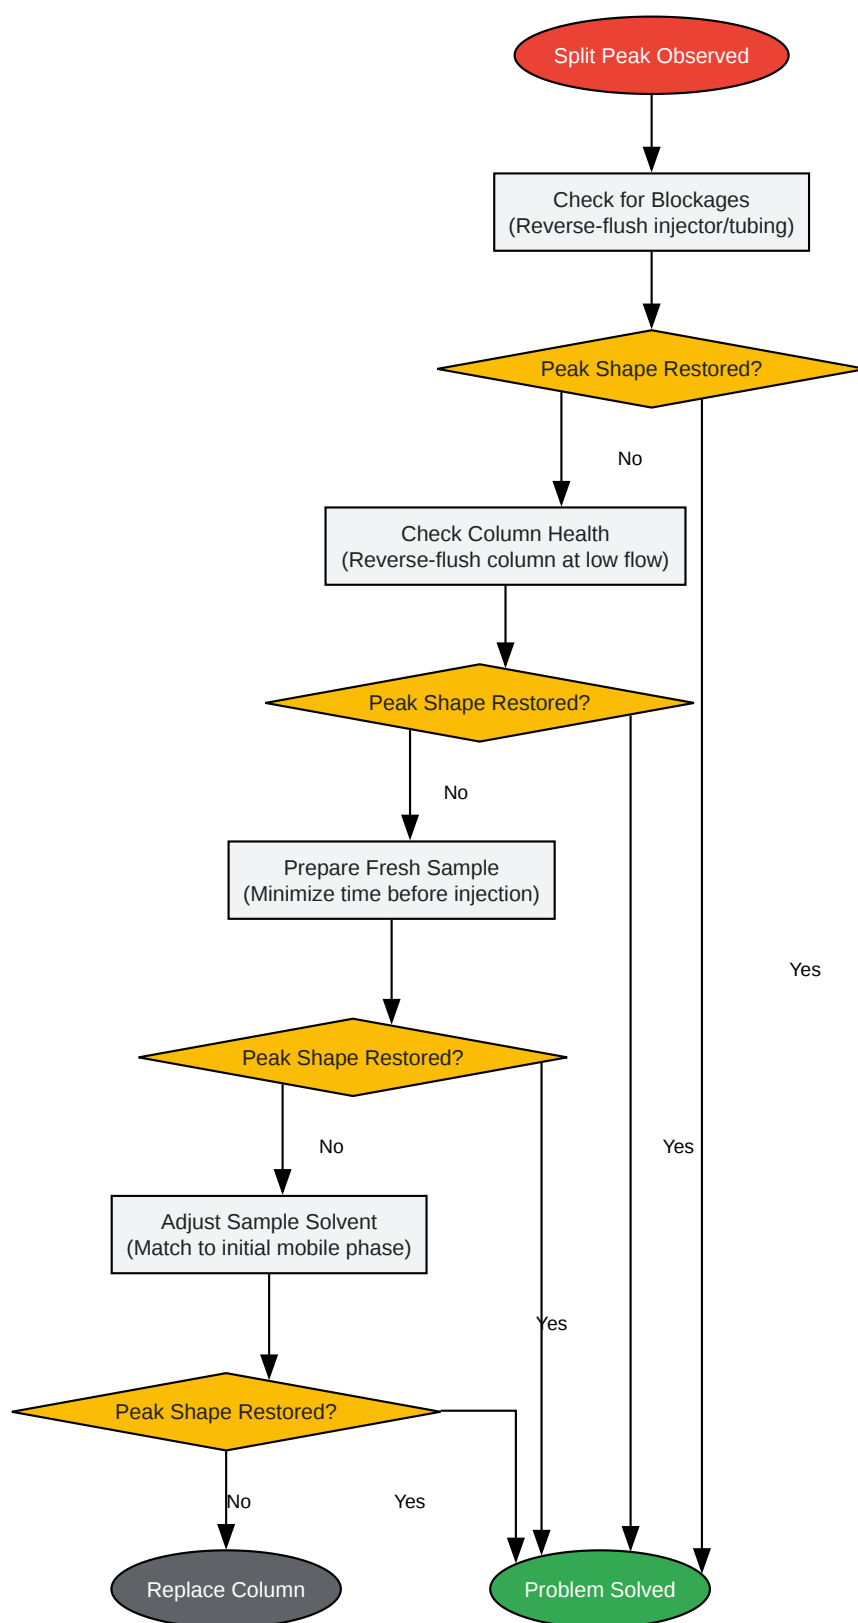 Split Peak Observed
Check for Blockages
(Reverse-flush injector/tubing)
Peak Shape Restored?
No
Check Column Health
(Reverse-flush column at low flow)
Peak Shape Restored?
No
Prepare Fresh Sample
(Minimize time before injection)
Yes
Peak Shape Restored?
No
Yes
Adjust Sample Solvent
(Match to initial mobile phase)
Yes
Peak Shape Restored?
No
Yes
Replace Column
Problem Solved